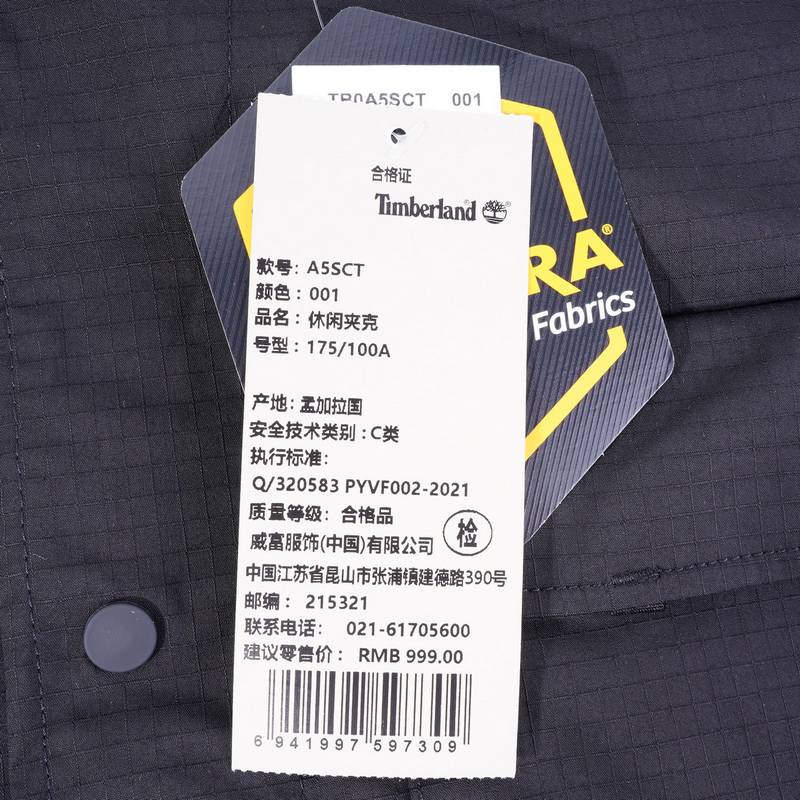 TB0A5SCT 001
合格证
Timberland®
款号: A5SCT
颜色: 001
品名: 休闲夹克
号型: 175/100A
产地: 孟加拉国
安全技术类别: C类
执行标准:
Q/320583 PYVF002-2021
质量等级: 合格品
检
威富服饰(中国)有限公司
中国江苏省昆山市张浦镇建德路390号
邮编: 215321
联系电话: 021-61705600
建议零售价: RMB 999.00
6 941997 597309
RA®
Fabrics